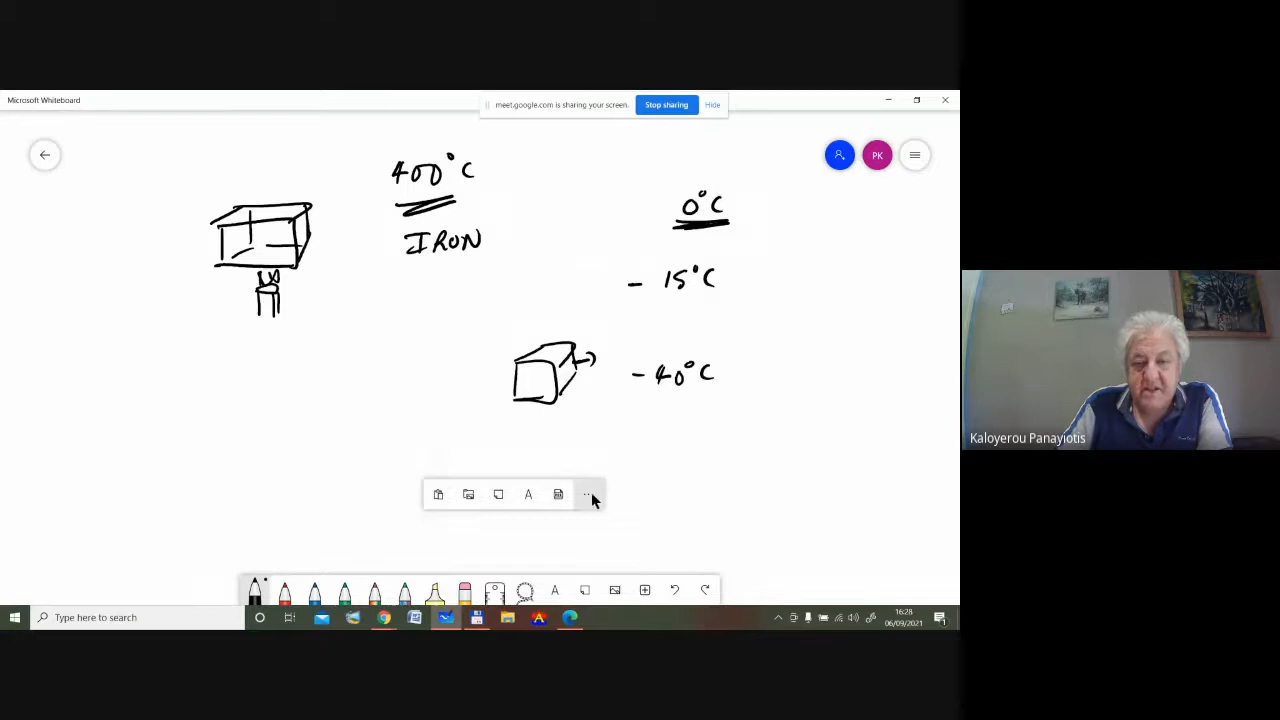 Microsoft Whiteboard
meet.google.com is sharing your screen.
Stop sharing
Hide
PK
400°C
IRON
0°C
- 15°C
- 40°C
Kaloyerou Panayiotis
Type here to search
16:28
06/09/2021